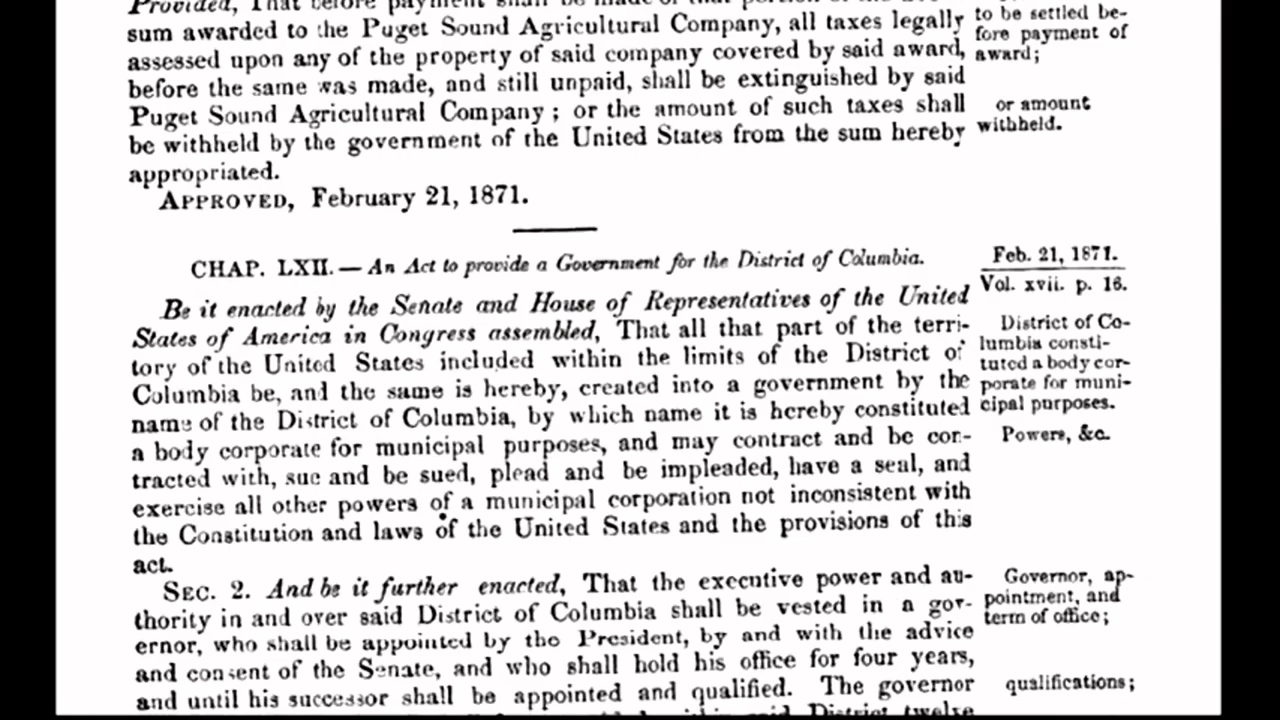 sum awarded to the Puget Sound Agricultural Company, all taxes legally
assessed upon any of the property of said company covered by said award,
before the same was made, and still unpaid, shall be extinguished by said
Puget Sound Agricultural Company; or the amount of such taxes shall
be withheld by the government of the United States from the sum hereby
appropriated.
to be settled be-
fore payment of
award;
or amount
withheld.
APPROVED, February 21, 1871.
CHAP. LXII. — An Act to provide a Government for the District of Columbia.
Feb. 21, 1871.
Vol. xvii. p. 16.
Be it enacted by the Senate and House of Representatives of the United
States of America in Congress assembled, That all that part of the terri-
tory of the United States included within the limits of the District of
Columbia be, and the same is hereby, created into a government by the
name of the District of Columbia, by which name it is hereby constituted
a body corporate for municipal purposes, and may contract and be con-
tracted with, sue and be sued, plead and be impleaded, have a seal, and
exercise all other powers of a municipal corporation not inconsistent with
the Constitution and laws of the United States and the provisions of this
act.
District of Co-
lumbia consti-
tuted a body cor-
porate for muni-
cipal purposes.
Powers, &c.
SEC. 2. And be it further enacted, That the executive power and au-
thority in and over said District of Columbia shall be vested in a gov-
ernor, who shall be appointed by the President, by and with the advice
and consent of the Senate, and who shall hold his office for four years,
and until his successor shall be appointed and qualified. The governor
Governor, ap-
pointment, and
term of office;
qualifications;
said District twelve